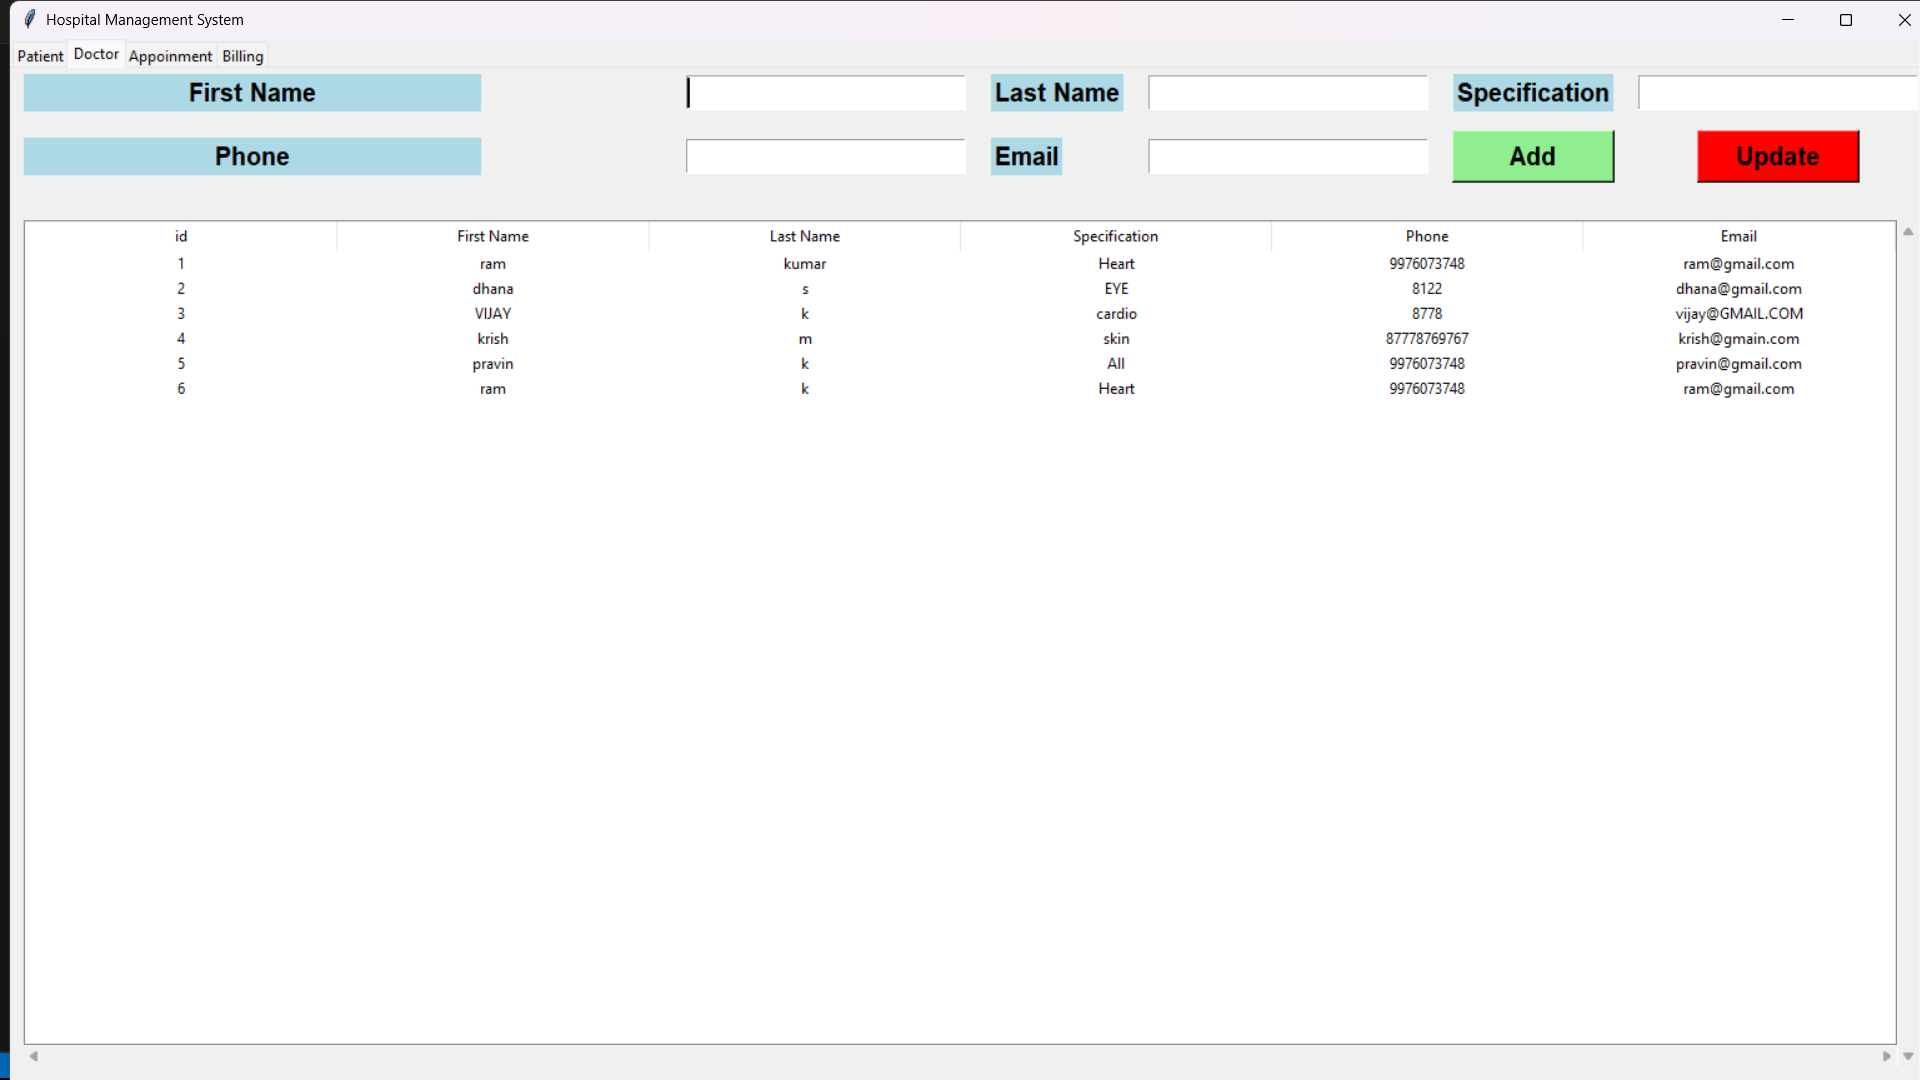 Hospital Management System
Patient Doctor Appoinment Billing
First Name Last Name Specification
Phone Email Add Update
id First Name Last Name Specification Phone Email
1 ram kumar Heart 9976073748 ram@gmail.com
2 dhana s EYE 8122 dhana@gmail.com
3 VIJAY k cardio 8778 vijay@GMAIL.COM
4 krish m skin 87778769767 krish@gmain.com
5 pravin k All 9976073748 pravin@gmail.com
6 ram k Heart 9976073748 ram@gmail.com